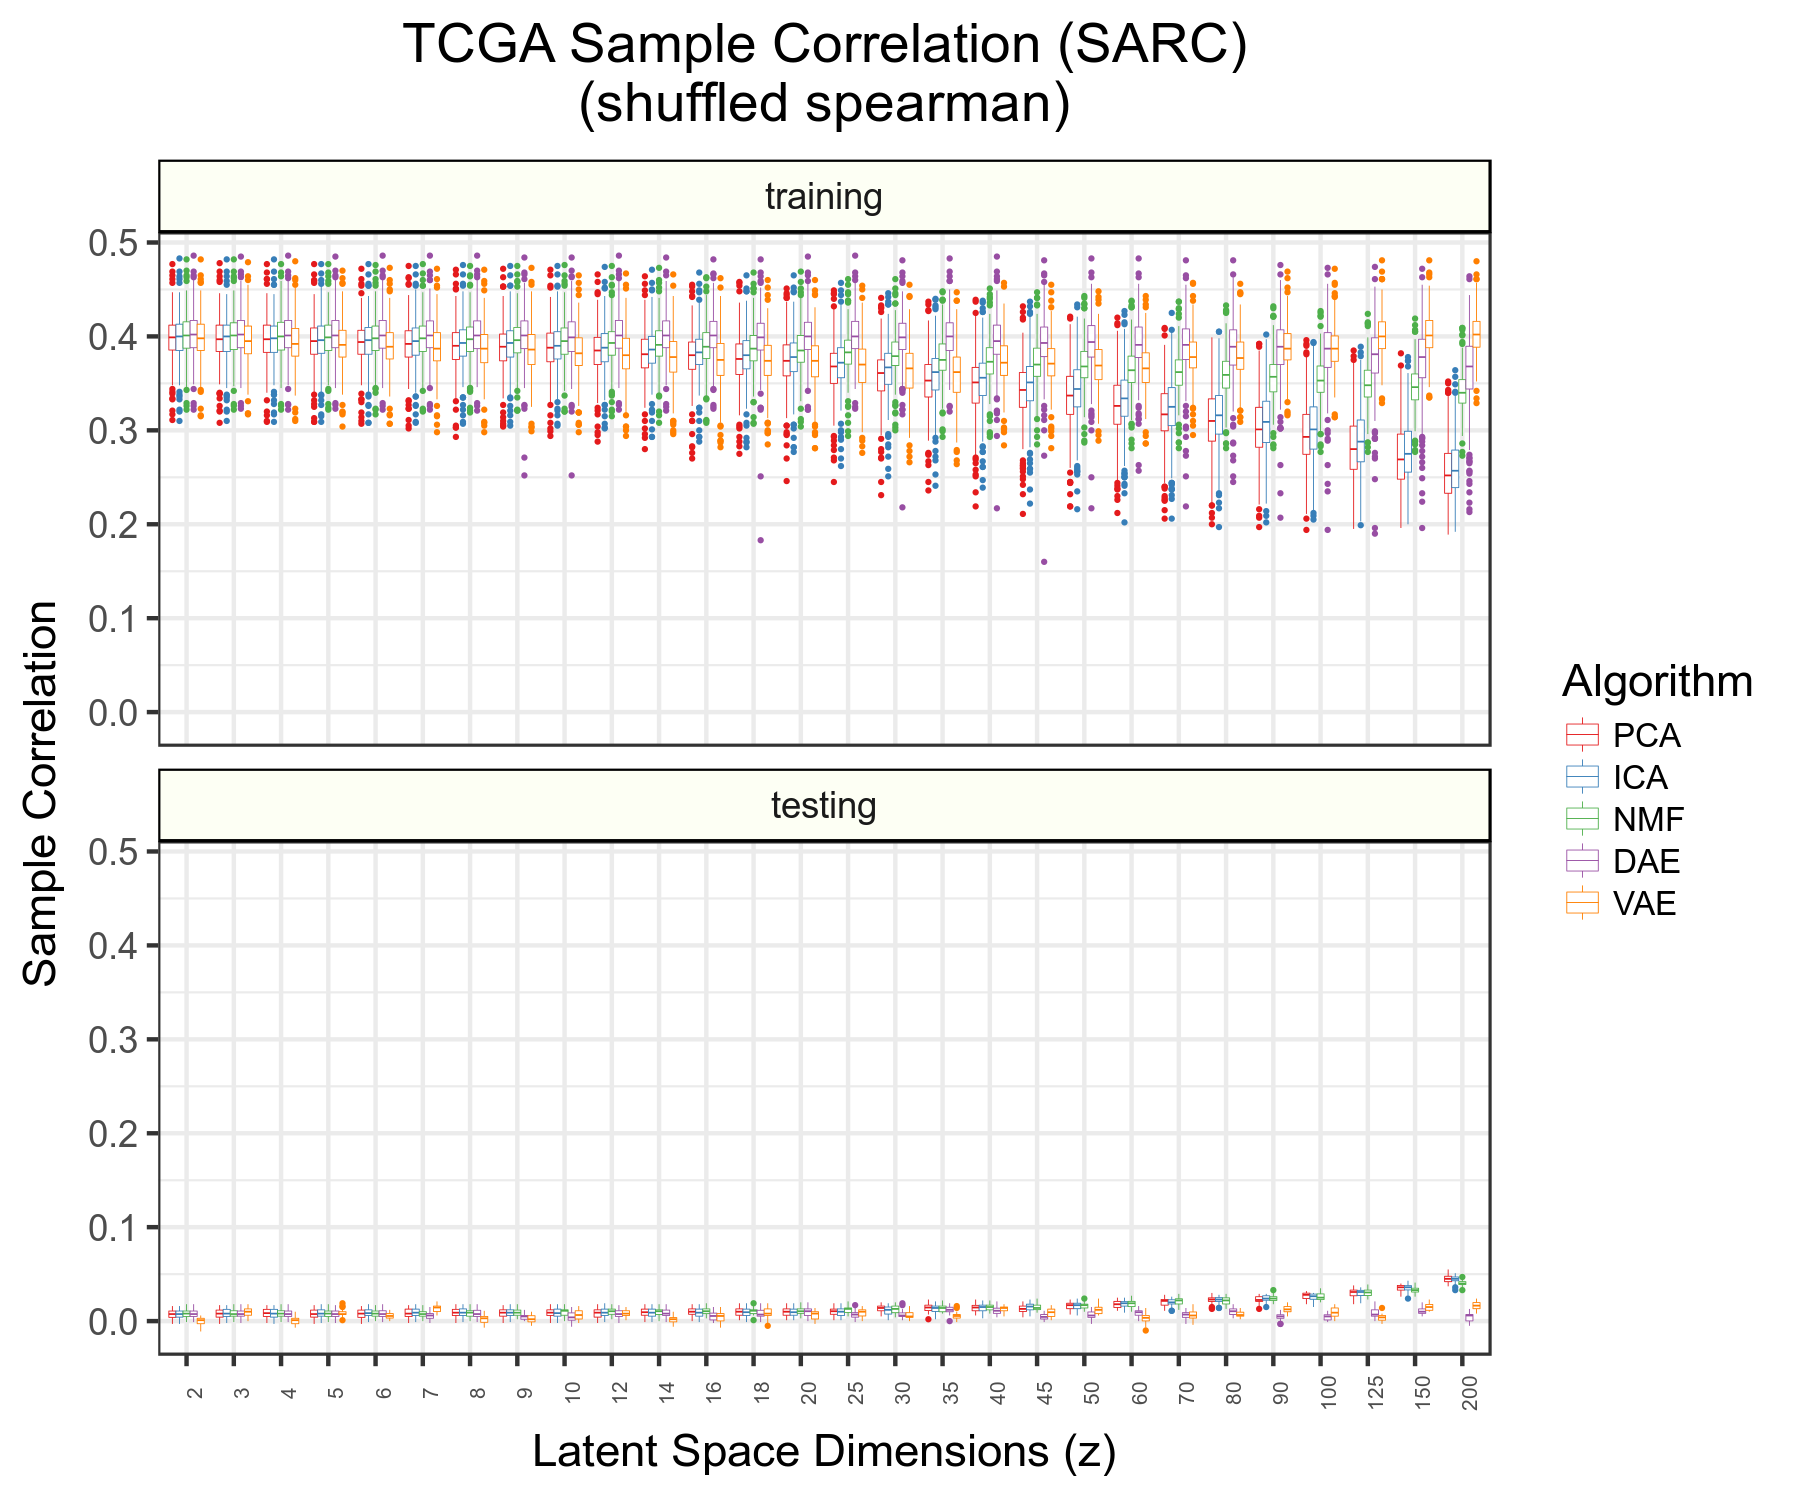 TCGA Sample Correlation (SARC)
(shuffled spearman)
training
0.5
0.4
0.3
0.2
0.1
0.0
testing
0.5
0.4
0.3
0.2
0.1
0.0
Sample Correlation
2 3 4 5 6 7 8 9 10 12 14 16 18 20 25 30 35 40 45 50 60 70 80 90 100 125 150 200
Latent Space Dimensions (z)
Algorithm
PCA
ICA
NMF
DAE
VAE